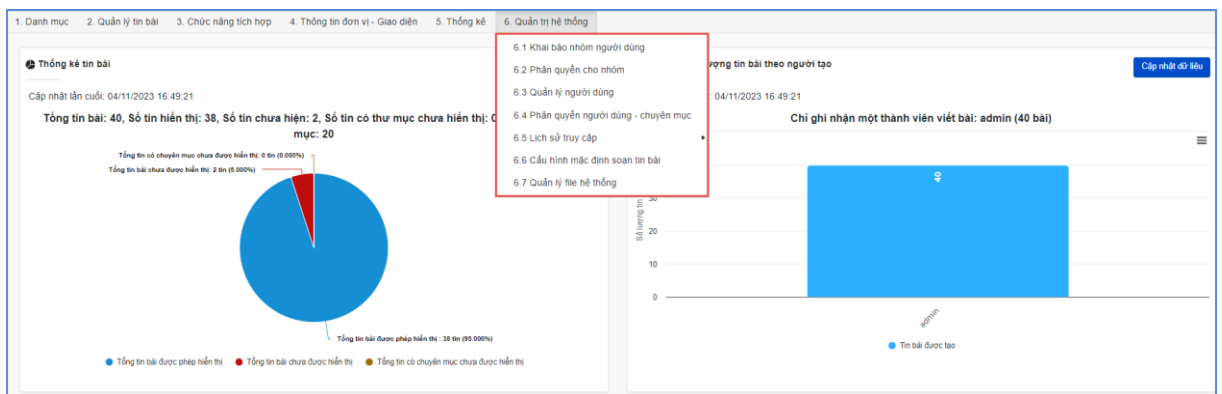 1. Danh mục 2. Quản lý tin bài 3. Chức năng tích hợp 4. Thông tin đơn vị - Giao diện 5. Thống kê 6. Quản trị hệ thống
6.1 Khai báo nhóm người dùng
6.2 Phân quyền cho nhóm
6.3 Quản lý người dùng
6.4 Phân quyền người dùng - chuyên mục
6.5 Lịch sử truy cập
6.6 Cấu hình mặc định soạn tin bài
6.7 Quản lý file hệ thống
Thống kê tin bài
Cập nhật lần cuối: 04/11/2023 16:49:21
Tổng tin bài: 40, Số tin hiển thị: 38, Số tin chưa hiện: 2, Số tin có thư mục chưa hiển thị:
mục: 20
Tổng tin có chuyên mục chưa được hiển thị: 0 tin (0.000%)
Tổng tin bài chưa được hiển thị: 2 tin (5.000%)
Tổng tin bài được phép hiển thị : 38 tin (95.000%)
Tổng tin bài được phép hiển thị Tổng tin bài chưa được hiển thị Tổng tin có chuyên mục chưa được hiển thị
tin bài theo người tạo
Cập nhật dữ liệu
: 04/11/2023 16:49:21
Chỉ ghi nhận một thành viên viết bài: admin (40 bài)
40
Số lượng tin
30
20
10
0
admin
Tin bài được tạo